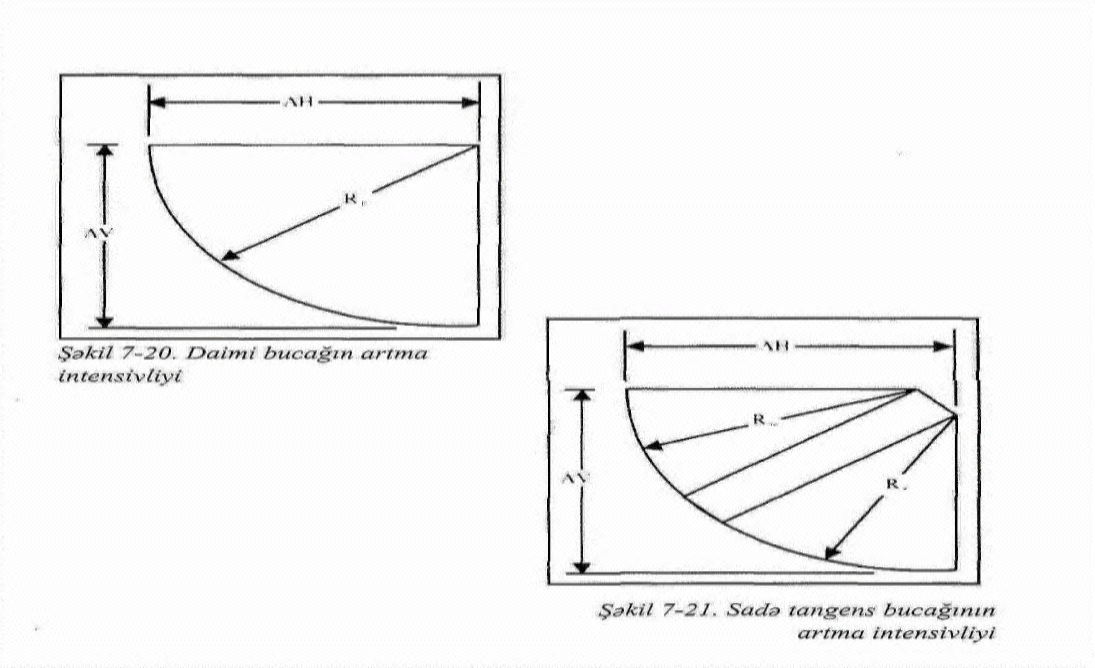 ΔH
R
ΔV
Şəkil 7-20. Daimi bucağın artma
intensivliyi
ΔH
R
ΔV
R
Şəkil 7-21. Sadə tangens bucağının
artma intensivliyi